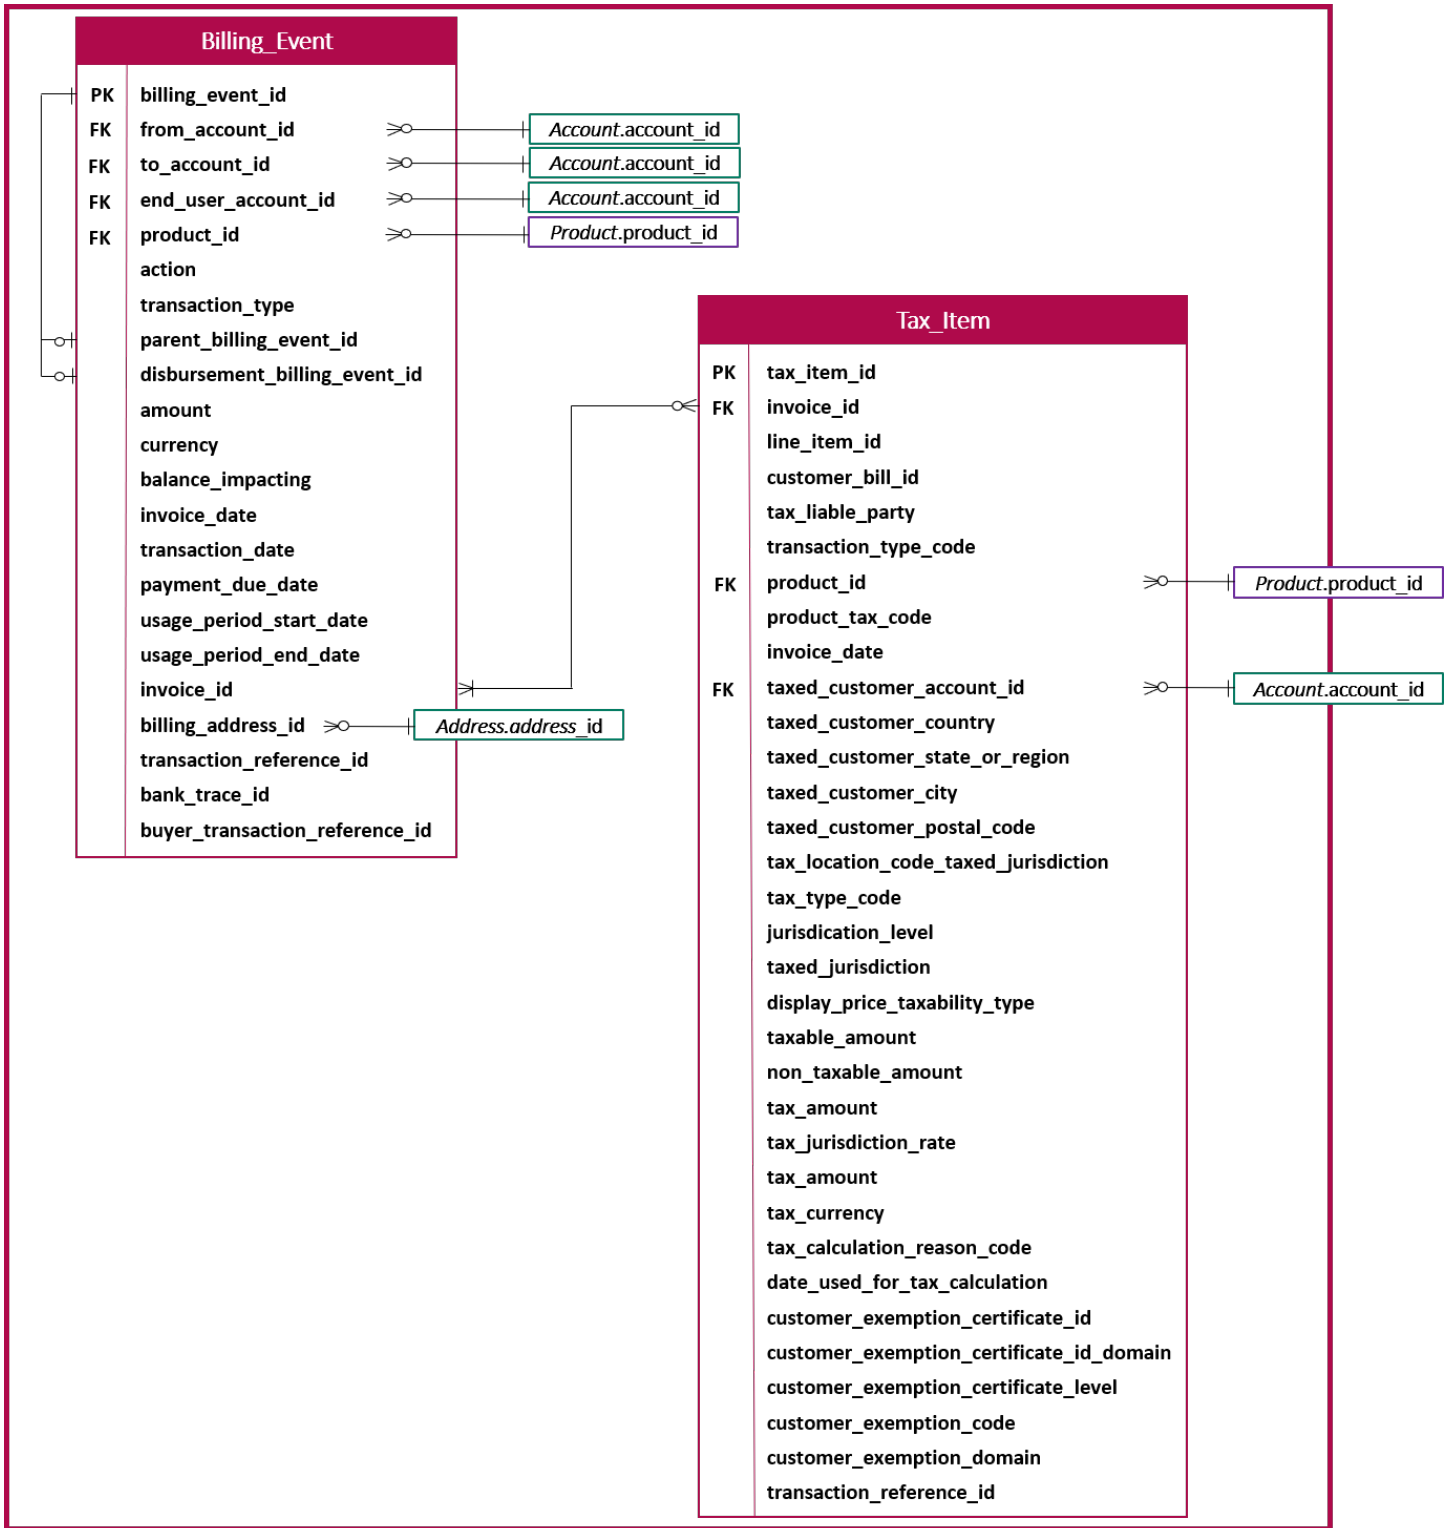 Billing_Event
PK billing_event_id
FK from_account_id Account.account_id
FK to_account_id Account.account_id
FK end_user_account_id Account.account_id
FK product_id Product.product_id
action
transaction_type
parent_billing_event_id
disbursement_billing_event_id
amount
currency
balance_impacting
invoice_date
transaction_date
payment_due_date
usage_period_start_date
usage_period_end_date
invoice_id
billing_address_id Address.address_id
transaction_reference_id
bank_trace_id
buyer_transaction_reference_id
Tax_Item
PK tax_item_id
FK invoice_id
line_item_id
customer_bill_id
tax_liable_party
transaction_type_code
FK product_id Product.product_id
product_tax_code
invoice_date
FK taxed_customer_account_id Account.account_id
taxed_customer_country
taxed_customer_state_or_region
taxed_customer_city
taxed_customer_postal_code
tax_location_code_taxed_jurisdiction
tax_type_code
jurisdication_level
taxed_jurisdiction
display_price_taxability_type
taxable_amount
non_taxable_amount
tax_amount
tax_jurisdiction_rate
tax_amount
tax_currency
tax_calculation_reason_code
date_used_for_tax_calculation
customer_exemption_certificate_id
customer_exemption_certificate_id_domain
customer_exemption_certificate_level
customer_exemption_code
customer_exemption_domain
transaction_reference_id